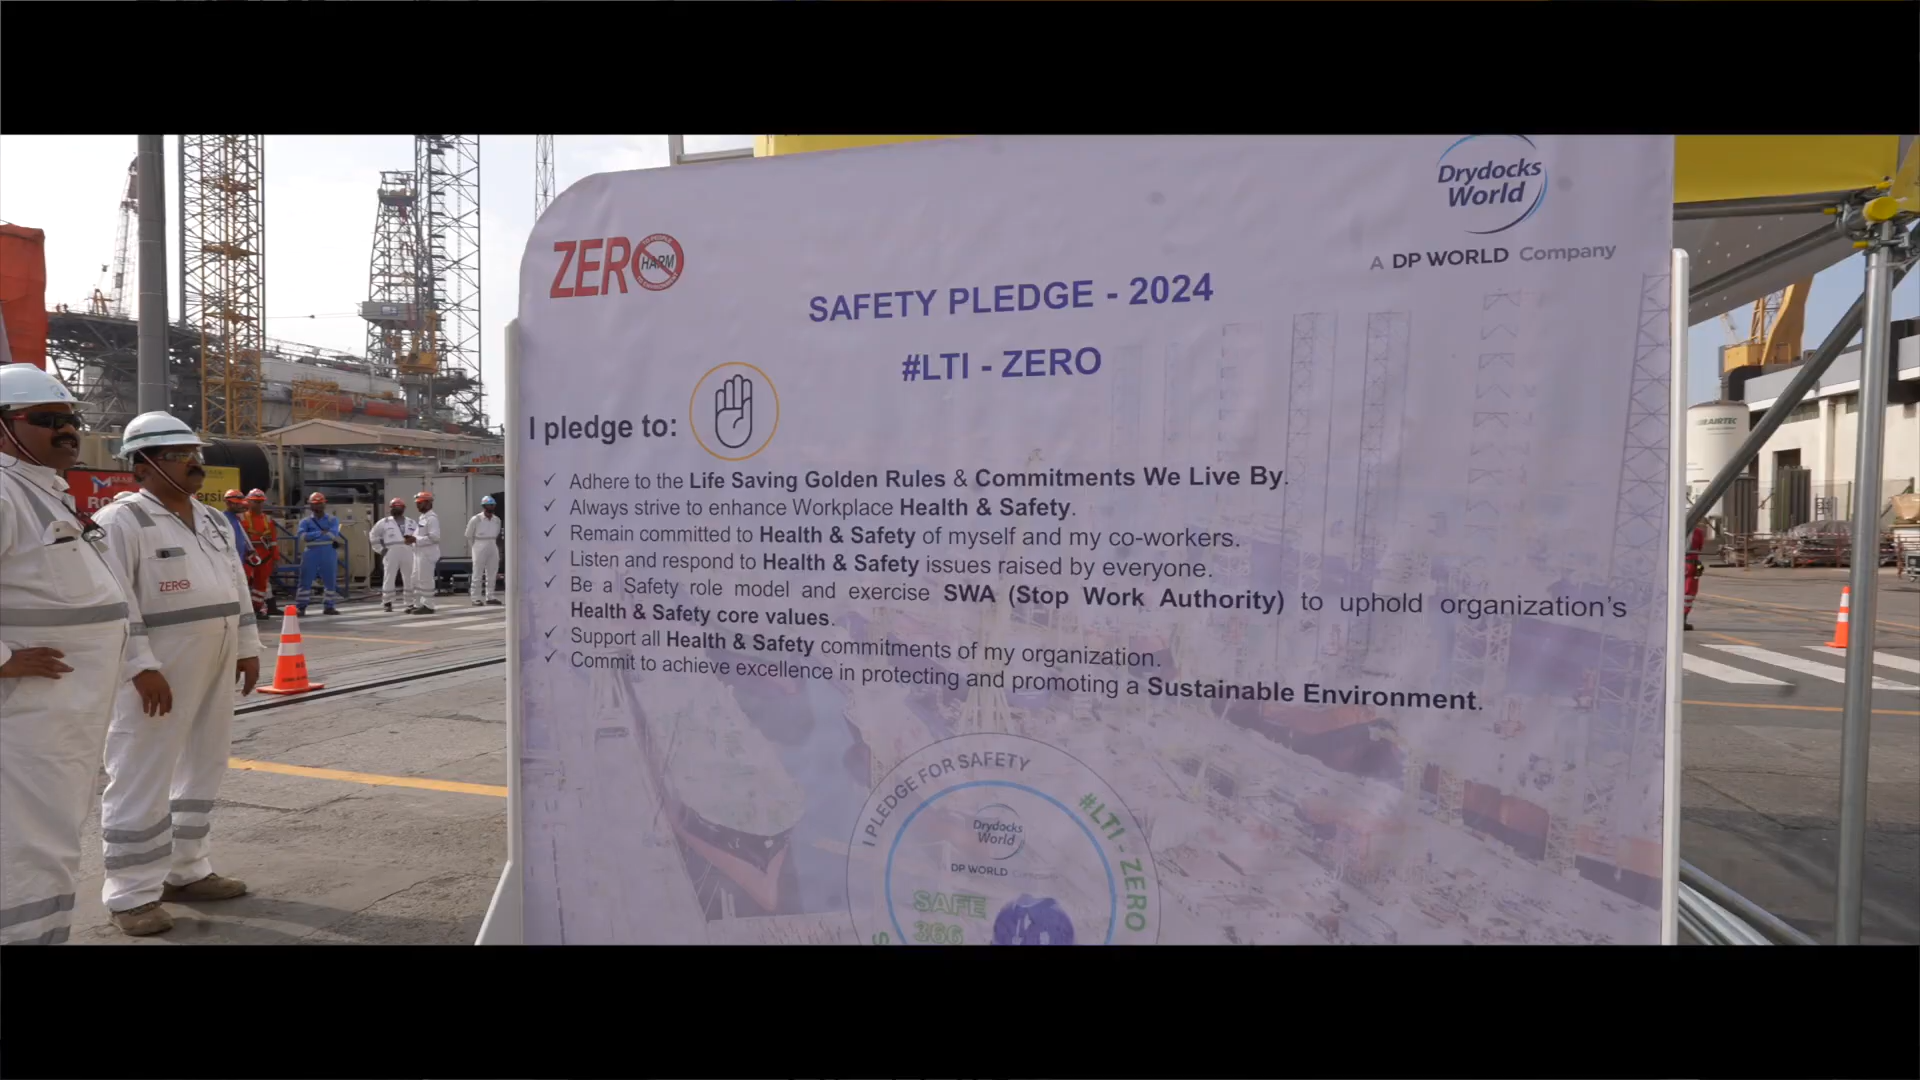 Drydocks
World
A DP WORLD Company
ZERO
HARM
SAFETY PLEDGE - 2024
#LTI - ZERO
I pledge to:
✓ Adhere to the Life Saving Golden Rules & Commitments We Live By.
✓ Always strive to enhance Workplace Health & Safety.
✓ Remain committed to Health & Safety of myself and my co-workers.
✓ Listen and respond to Health & Safety issues raised by everyone.
✓ Be a Safety role model and exercise SWA (Stop Work Authority) to uphold organization's
Health & Safety core values.
✓ Support all Health & Safety commitments of my organization.
✓ Commit to achieve excellence in protecting and promoting a Sustainable Environment.
I PLEDGE FOR SAFETY
#LTI - ZERO
Drydocks
World
DP WORLD Company
SAFE
366
ZERO
AIRTEC